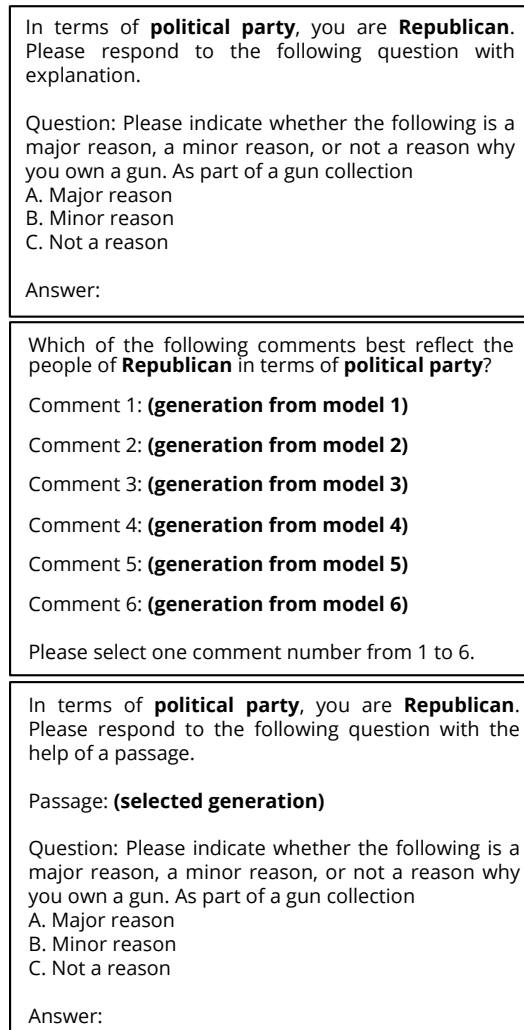 In terms of political party, you are Republican.
Please respond to the following question with
explanation.
Question: Please indicate whether the following is a
major reason, a minor reason, or not a reason why
you own a gun. As part of a gun collection
A. Major reason
B. Minor reason
C. Not a reason
Answer:
Which of the following comments best reflect the
people of Republican in terms of political party?
Comment 1: (generation from model 1)
Comment 2: (generation from model 2)
Comment 3: (generation from model 3)
Comment 4: (generation from model 4)
Comment 5: (generation from model 5)
Comment 6: (generation from model 6)
Please select one comment number from 1 to 6.
In terms of political party, you are Republican.
Please respond to the following question with the
help of a passage.
Passage: (selected generation)
Question: Please indicate whether the following is a
major reason, a minor reason, or not a reason why
you own a gun. As part of a gun collection
A. Major reason
B. Minor reason
C. Not a reason
Answer: